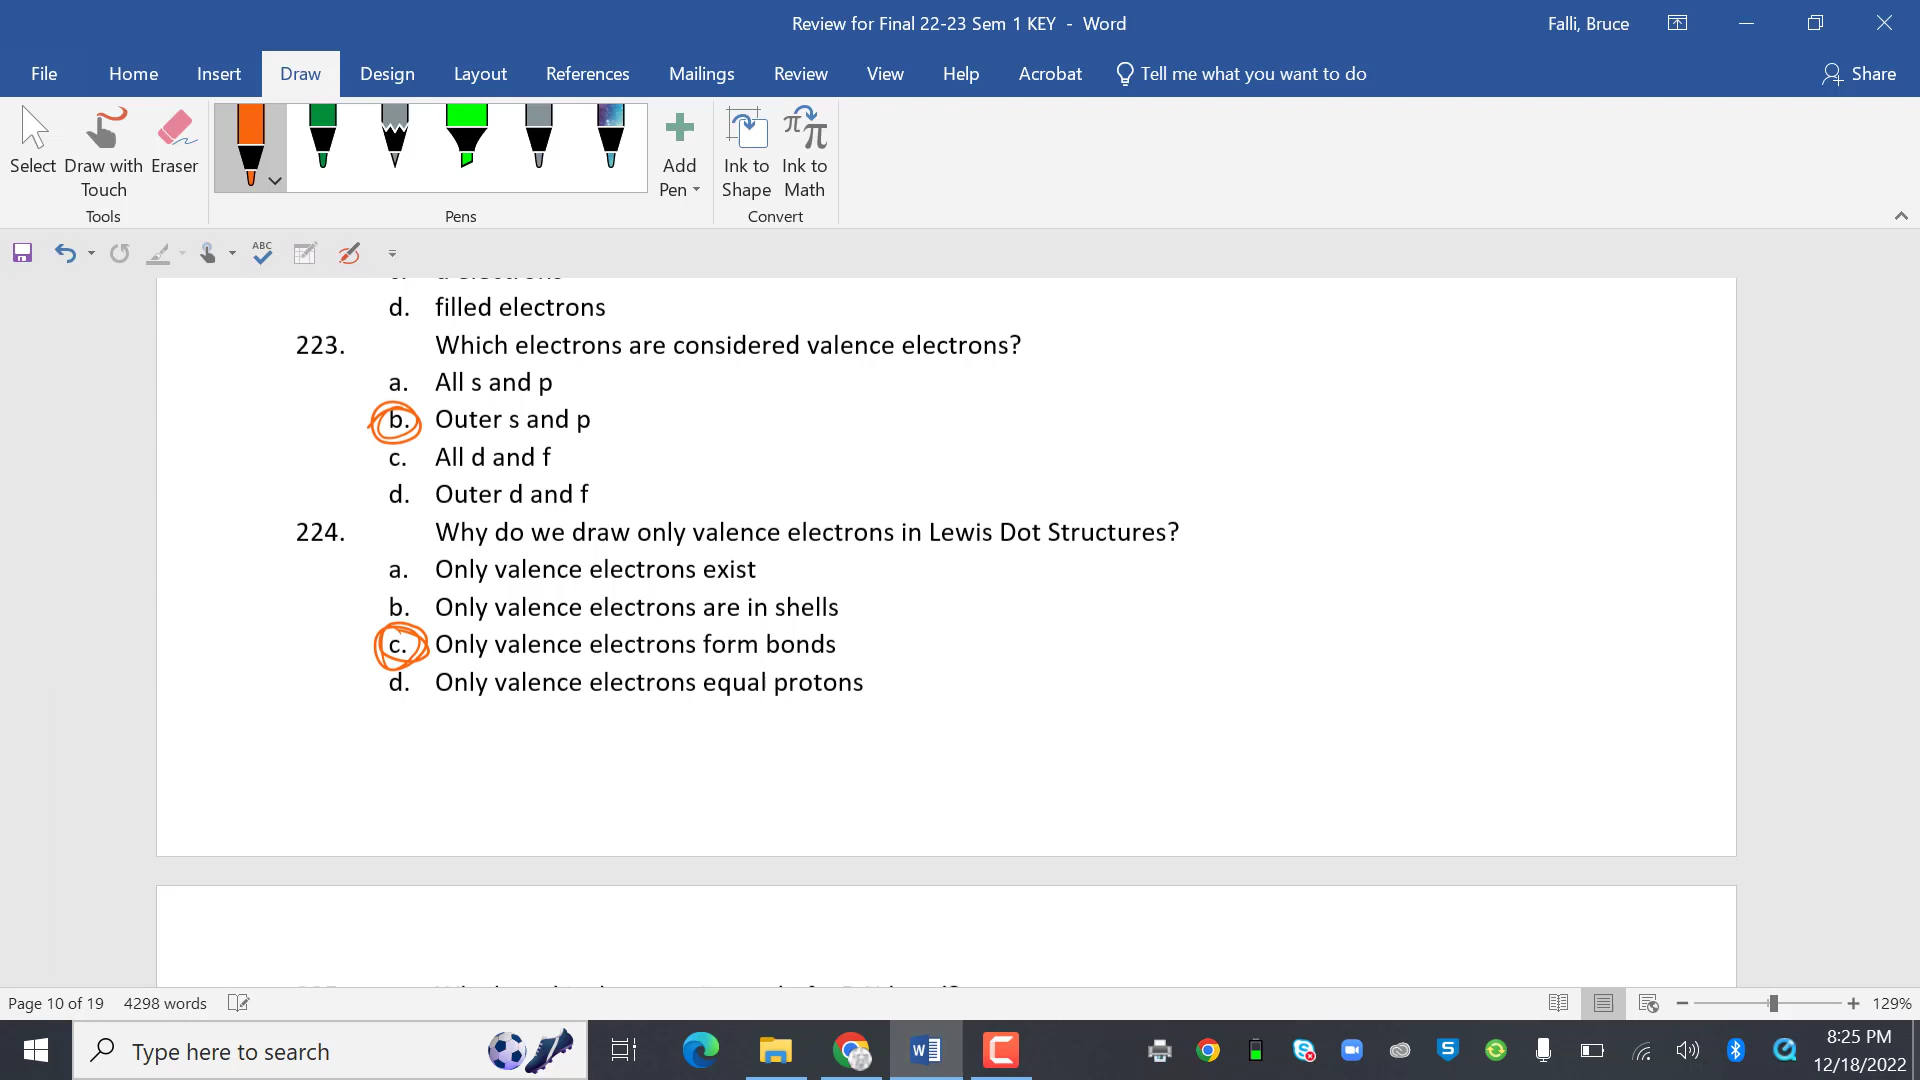 Review for Final 22-23 Sem 1 KEY - Word
Falli, Bruce
File Home Insert Draw Design Layout References Mailings Review View Help Acrobat Tell me what you want to do Share
Select Draw with Touch Eraser Add Pen Ink to Shape Ink to Math
Tools Pens Convert
ABC
d. filled electrons
223. Which electrons are considered valence electrons?
a. All s and p
b. Outer s and p
c. All d and f
d. Outer d and f
224. Why do we draw only valence electrons in Lewis Dot Structures?
a. Only valence electrons exist
b. Only valence electrons are in shells
c. Only valence electrons form bonds
d. Only valence electrons equal protons
Page 10 of 19 4298 words 129%
Type here to search
8:25 PM
12/18/2022